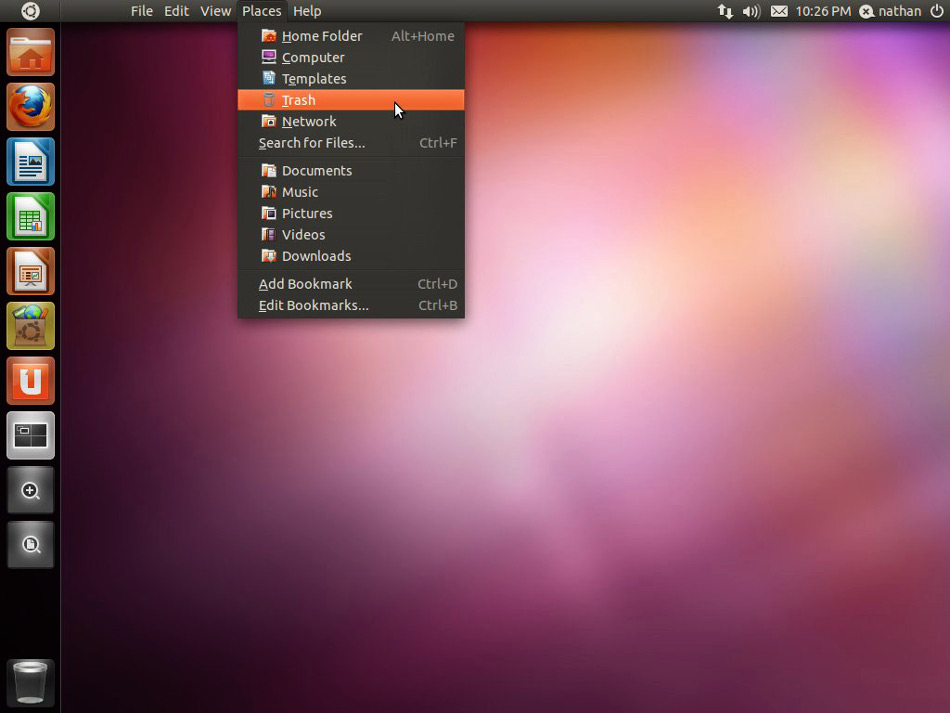 File Edit View Places Help 10:26 PM nathan
Home Folder Alt+Home
Computer
Templates
Trash
Network
Search for Files... Ctrl+F
Documents
Music
Pictures
Videos
Downloads
Add Bookmark Ctrl+D
Edit Bookmarks... Ctrl+B